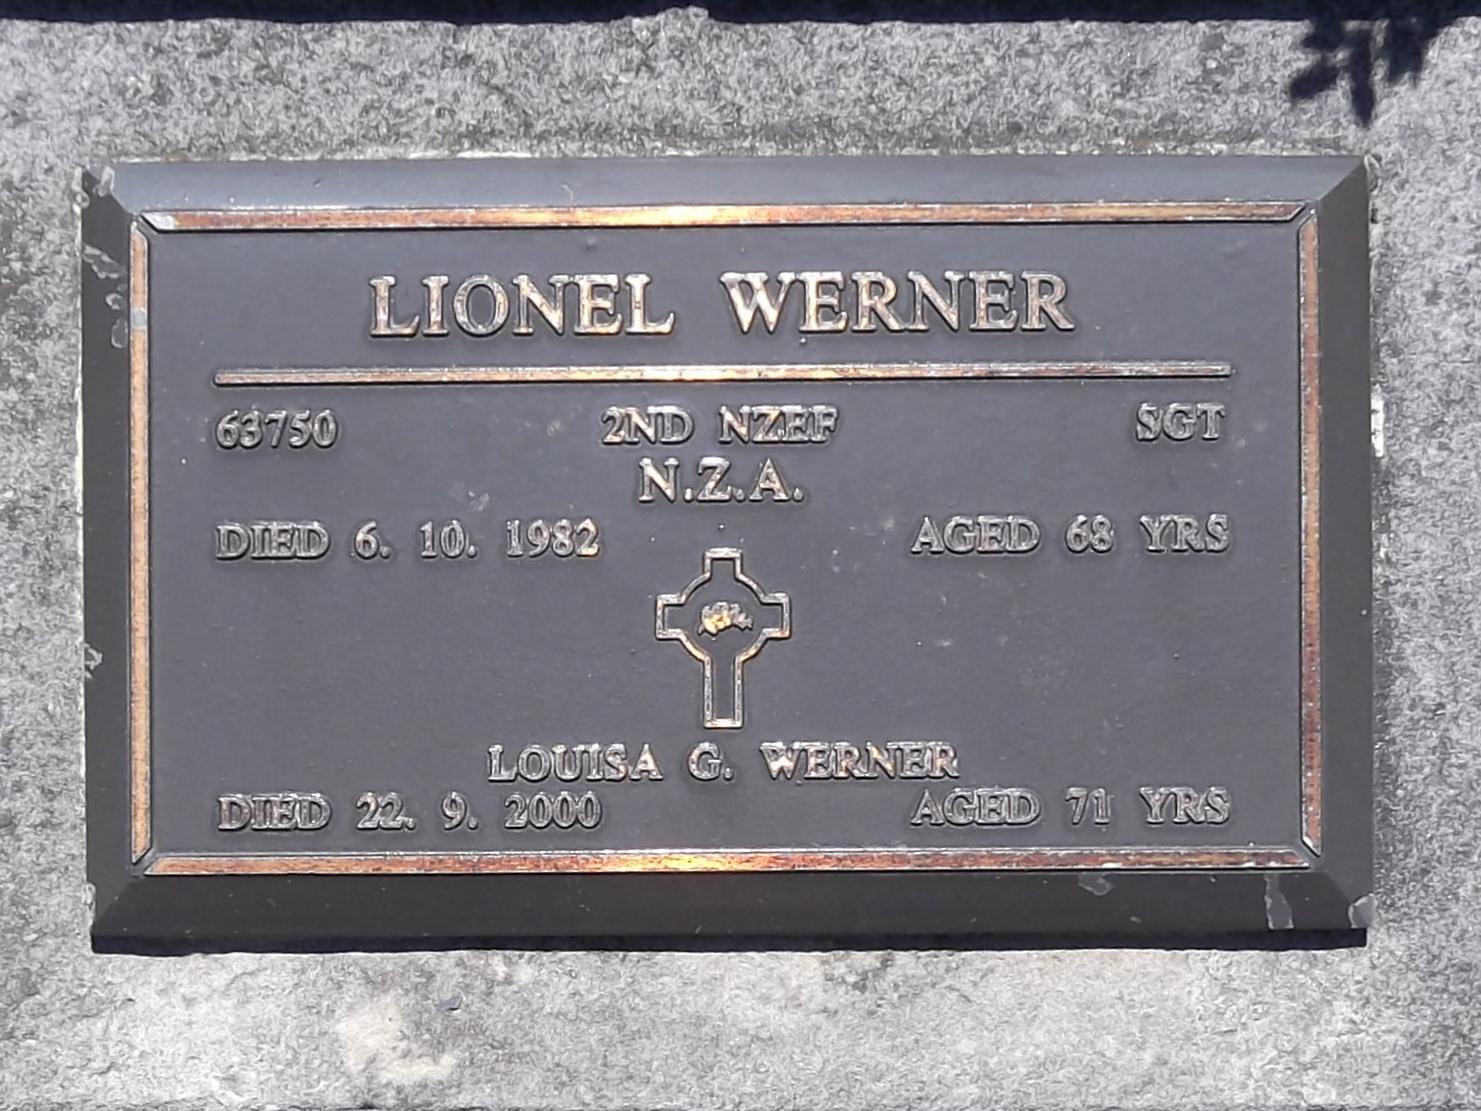 LIONEL WERNER
63750 2ND NZEF SGT
N.Z.A.
DIED 6. 10. 1982 AGED 68 YRS
LOUISA G. WERNER
DIED 22. 9. 2000 AGED 71 YRS